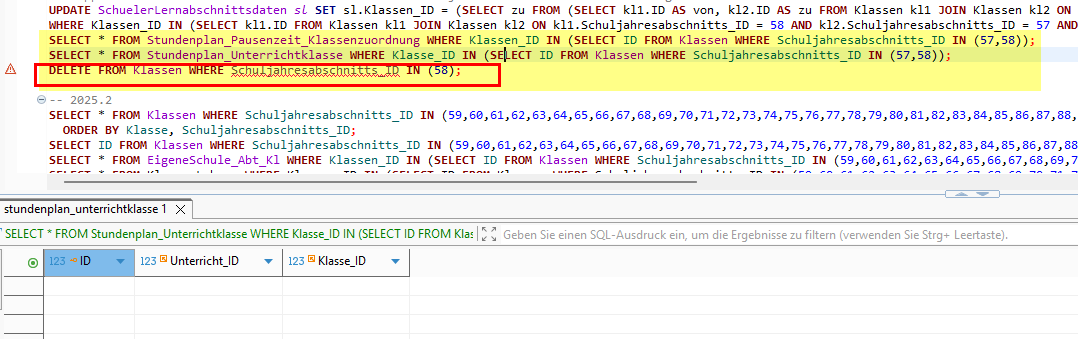 UPDATE SchuelerLernabschnittsdaten sl SET sl.Klassen_ID = (SELECT zu FROM (SELECT kl1.ID AS von, kl2.ID AS zu FROM Klassen kl1 JOIN Klassen kl2 ON
WHERE Klassen_ID IN (SELECT kl1.ID FROM Klassen kl1 JOIN Klassen kl2 ON kl1.Schuljahresabschnitts_ID = 58 AND kl2.Schuljahresabschnitts_ID = 57 AND
SELECT * FROM Stundenplan_Pausenzeit_Klassenzuordnung WHERE Klassen_ID IN (SELECT ID FROM Klassen WHERE Schuljahresabschnitts_ID IN (57,58));
SELECT * FROM Stundenplan_Unterrichtklasse WHERE Klasse_ID IN (SELECT ID FROM Klassen WHERE Schuljahresabschnitts_ID IN (57,58));
DELETE FROM Klassen WHERE Schuljahresabschnitts_ID IN (58);
-- 2025.2
SELECT * FROM Klassen WHERE Schuljahresabschnitts_ID IN (59,60,61,62,63,64,65,66,67,68,69,70,71,72,73,74,75,76,77,78,79,80,81,82,83,84,85,86,87,88,
ORDER BY Klasse, Schuljahresabschnitts_ID;
SELECT ID FROM Klassen WHERE Schuljahresabschnitts_ID IN (59,60,61,62,63,64,65,66,67,68,69,70,71,72,73,74,75,76,77,78,79,80,81,82,83,84,85,86,87,88
SELECT * FROM EigeneSchule_Abt_Kl WHERE Klassen_ID IN (SELECT ID FROM Klassen WHERE Schuljahresabschnitts_ID IN (59,60,61,62,63,64,65,66,67,68,69,7
stundenplan_unterrichtklasse 1
SELECT * FROM Stundenplan_Unterrichtklasse WHERE Klasse_ID IN (SELECT ID FROM Klas Geben Sie einen SQL-Ausdruck ein, um die Ergebnisse zu filtern (verwenden Sie Strg+ Leertaste).
123 ID 123 Unterricht_ID 123 Klasse_ID